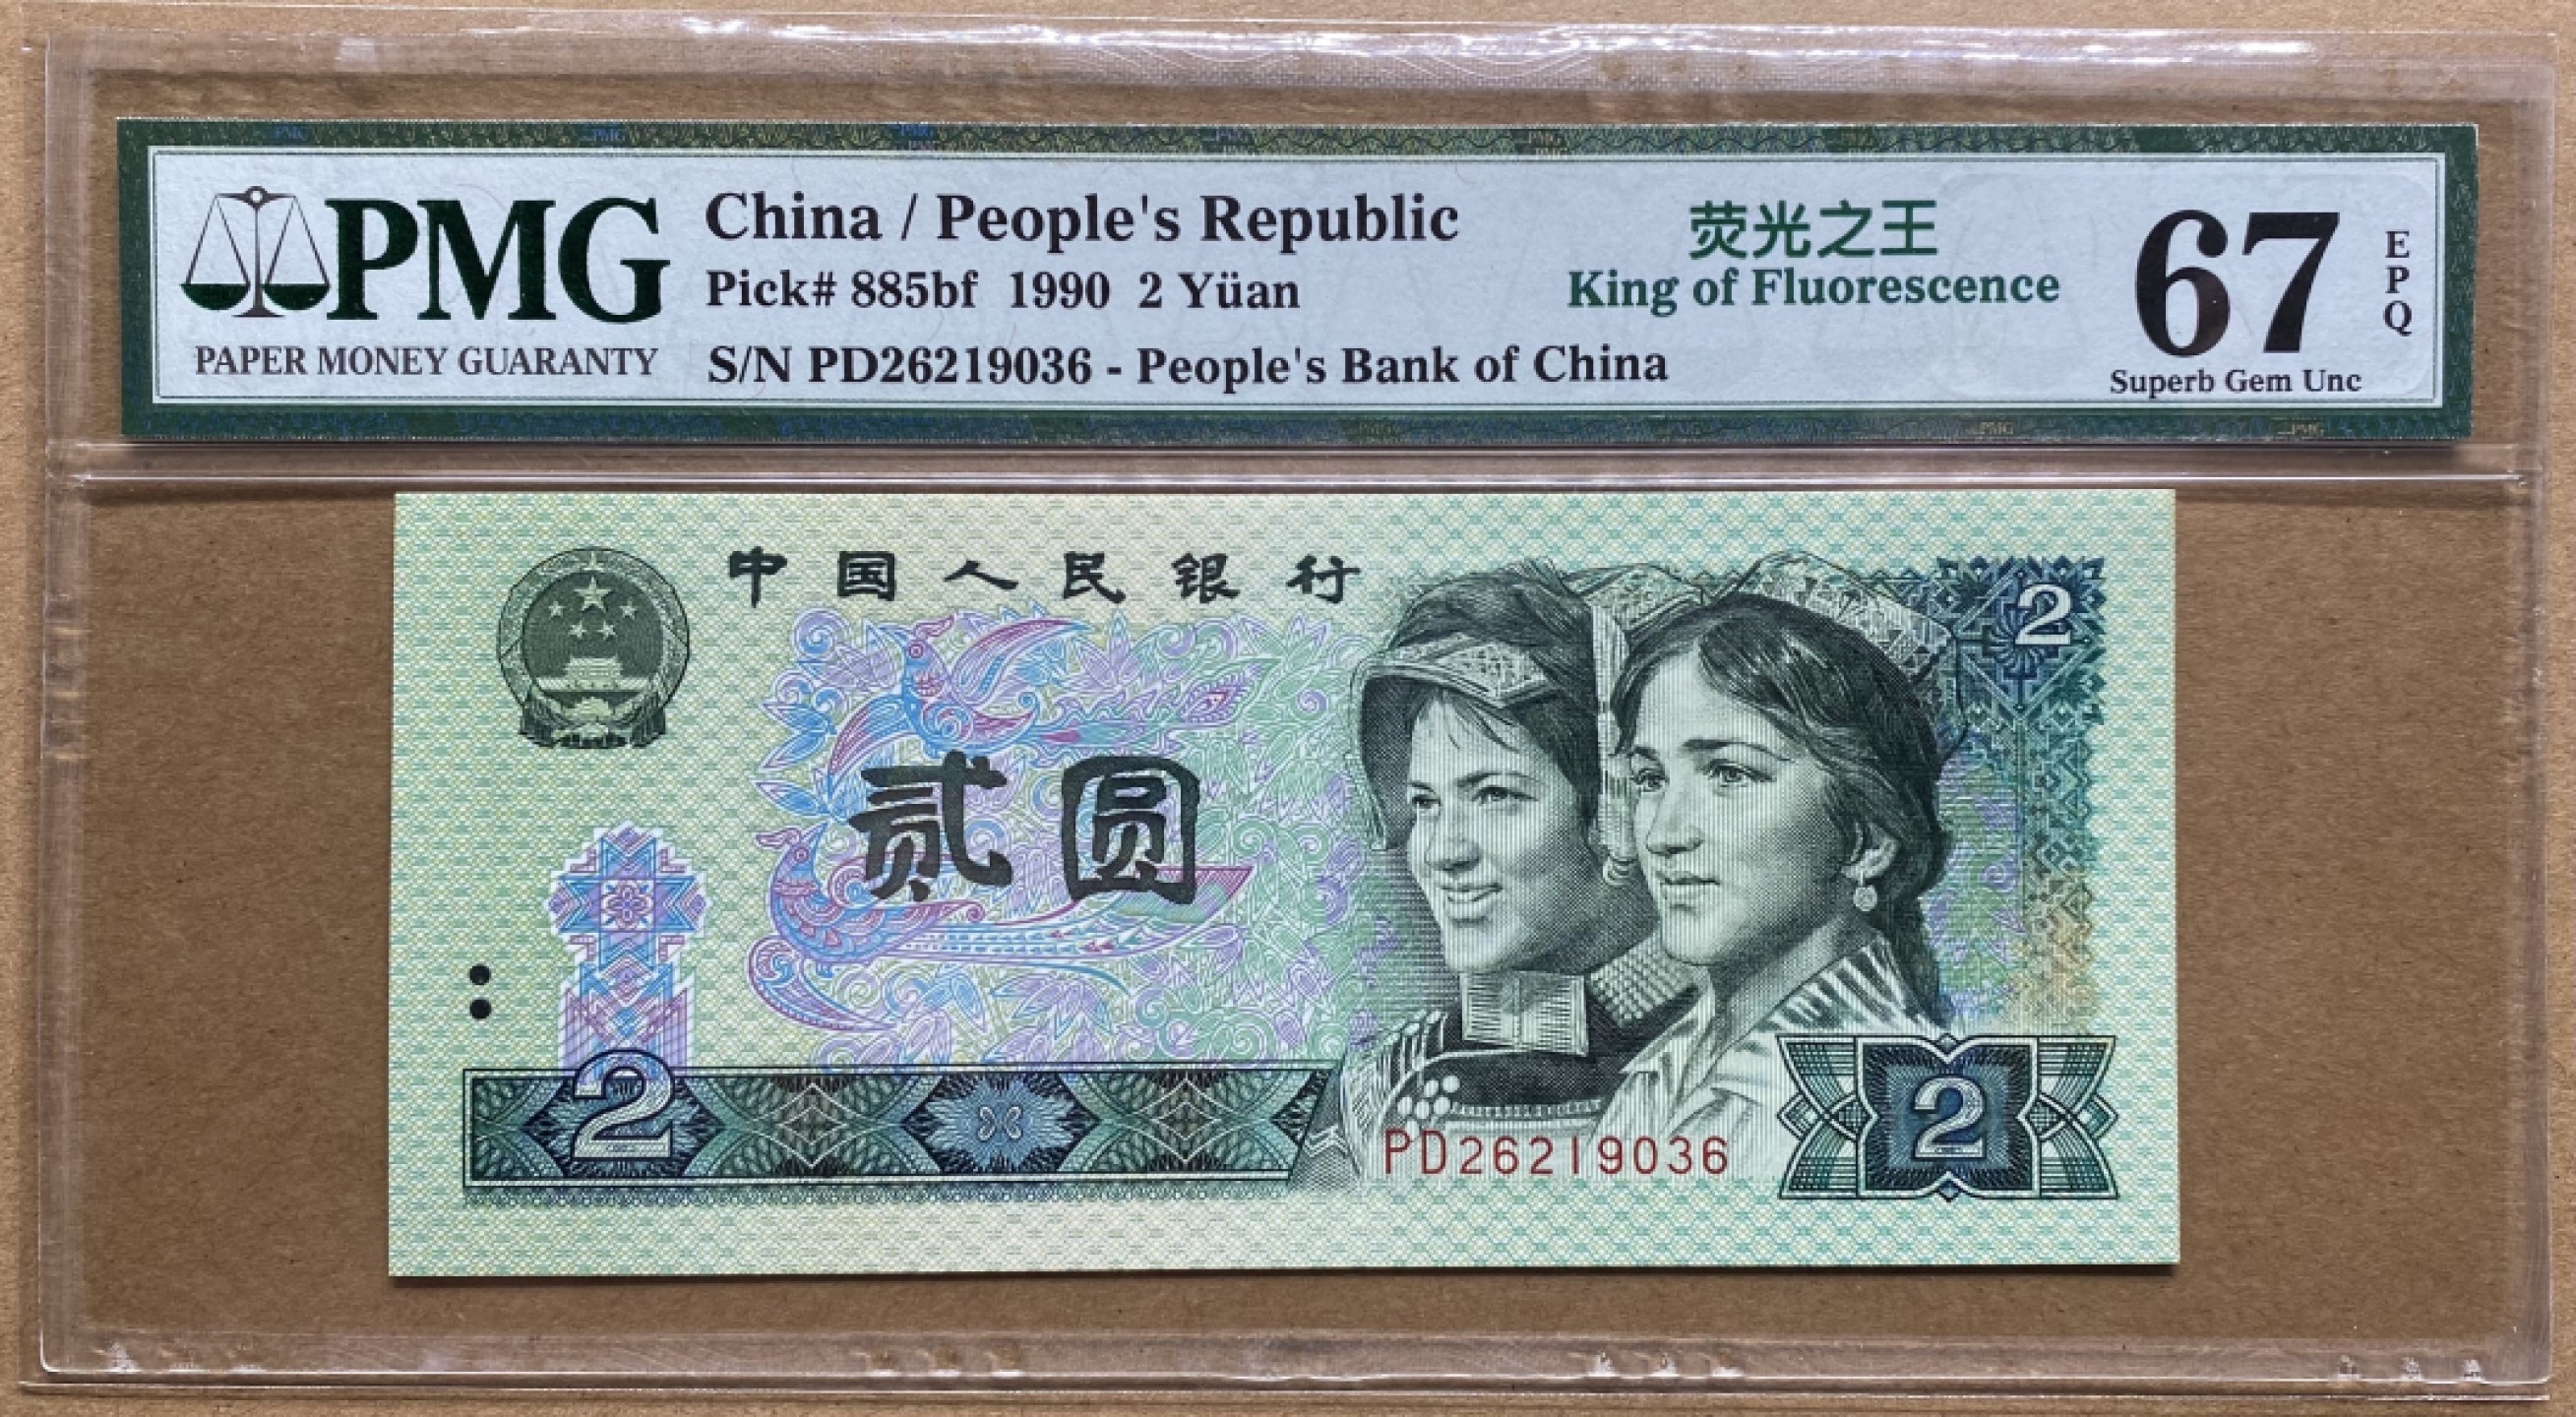 PMG
PAPER MONEY GUARANTY
China / People's Republic
Pick# 885bf 1990 2 Yüan
S/N PD26219036 - People's Bank of China
荧光之王
King of Fluorescence
67
EPQ
Superb Gem Unc
中国人民银行
2
贰圆
2
PD26219036
2